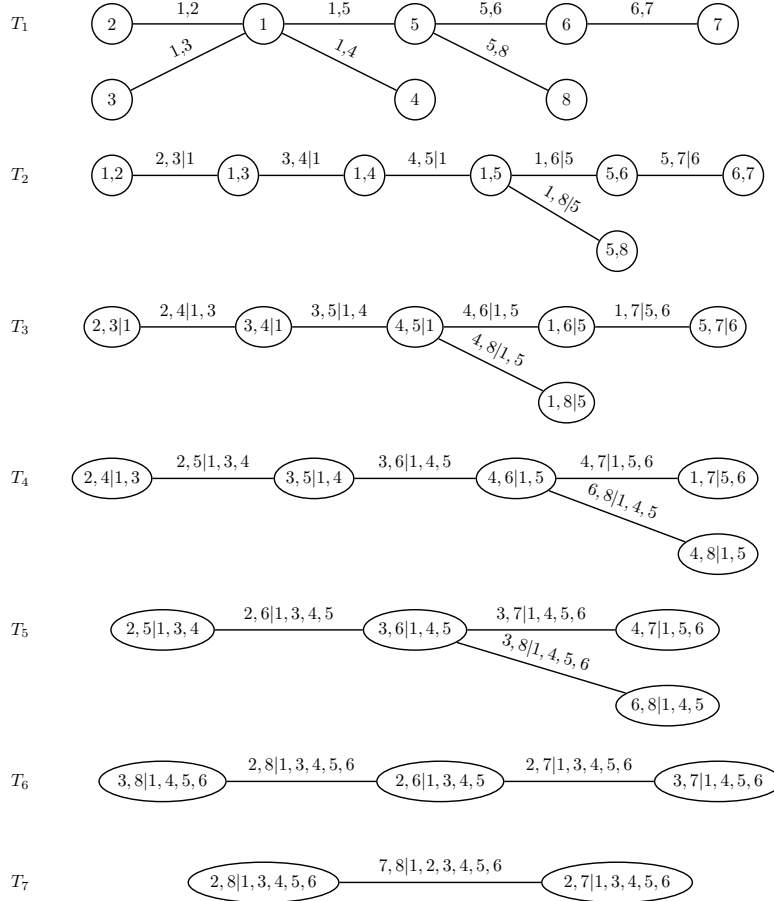 1,2 1,5 5,6 6,7
T1 2 1 5 6 7
1,3 1,4 5,8
3 4 8
2, 3|1 3, 4|1 4, 5|1 1, 6|5 5, 7|6
T2 1,2 1,3 1,4 1,5 5,6 6,7
1, 8|5
5,8
2, 4|1, 3 3, 5|1, 4 4, 6|1, 5 1, 7|5, 6
T3 2, 3|1 3, 4|1 4, 5|1 1, 6|5 5, 7|6
4, 8|1, 5
1, 8|5
2, 5|1, 3, 4 3, 6|1, 4, 5 4, 7|1, 5, 6
T4 2, 4|1, 3 3, 5|1, 4 4, 6|1, 5 1, 7|5, 6
6, 8|1, 4, 5
4, 8|1, 5
2, 6|1, 3, 4, 5 3, 7|1, 4, 5, 6
T5 2, 5|1, 3, 4 3, 6|1, 4, 5 4, 7|1, 5, 6
3, 8|1, 4, 5, 6
6, 8|1, 4, 5
2, 8|1, 3, 4, 5, 6 2, 7|1, 3, 4, 5, 6
T6 3, 8|1, 4, 5, 6 2, 6|1, 3, 4, 5 3, 7|1, 4, 5, 6
7, 8|1, 2, 3, 4, 5, 6
T7 2, 8|1, 3, 4, 5, 6 2, 7|1, 3, 4, 5, 6